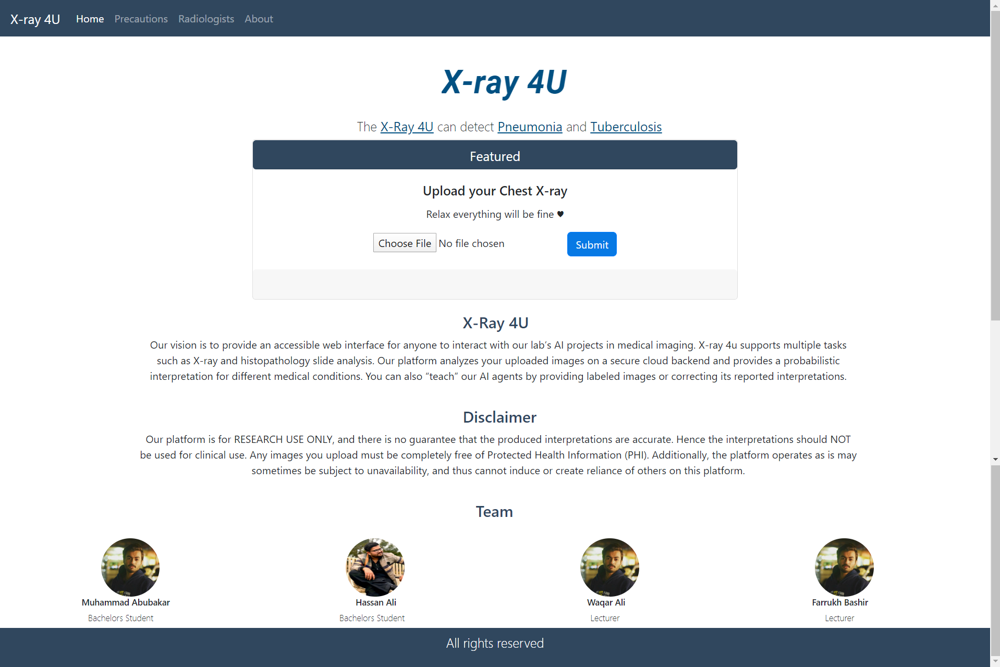 X-ray 4U Home Precautions Radiologists About
X-ray 4U
The X-Ray 4U can detect Pneumonia and Tuberculosis
Featured
Upload your Chest X-ray
Relax everything will be fine ♥
Choose File No file chosen Submit
X-Ray 4U
Our vision is to provide an accessible web interface for anyone to interact with our lab’s AI projects in medical imaging. X-ray 4u supports multiple tasks
such as X-ray and histopathology slide analysis. Our platform analyzes your uploaded images on a secure cloud backend and provides a probabilistic
interpretation for different medical conditions. You can also “teach” our AI agents by providing labeled images or correcting its reported interpretations.
Disclaimer
Our platform is for RESEARCH USE ONLY, and there is no guarantee that the produced interpretations are accurate. Hence the interpretations should NOT
be used for clinical use. Any images you upload must be completely free of Protected Health Information (PHI). Additionally, the platform operates as is may
sometimes be subject to unavailability, and thus cannot induce or create reliance of others on this platform.
Team
Muhammad Abubakar
Bachelors Student
Hassan Ali
Bachelors Student
Waqar Ali
Lecturer
Farrukh Bashir
Lecturer
All rights reserved